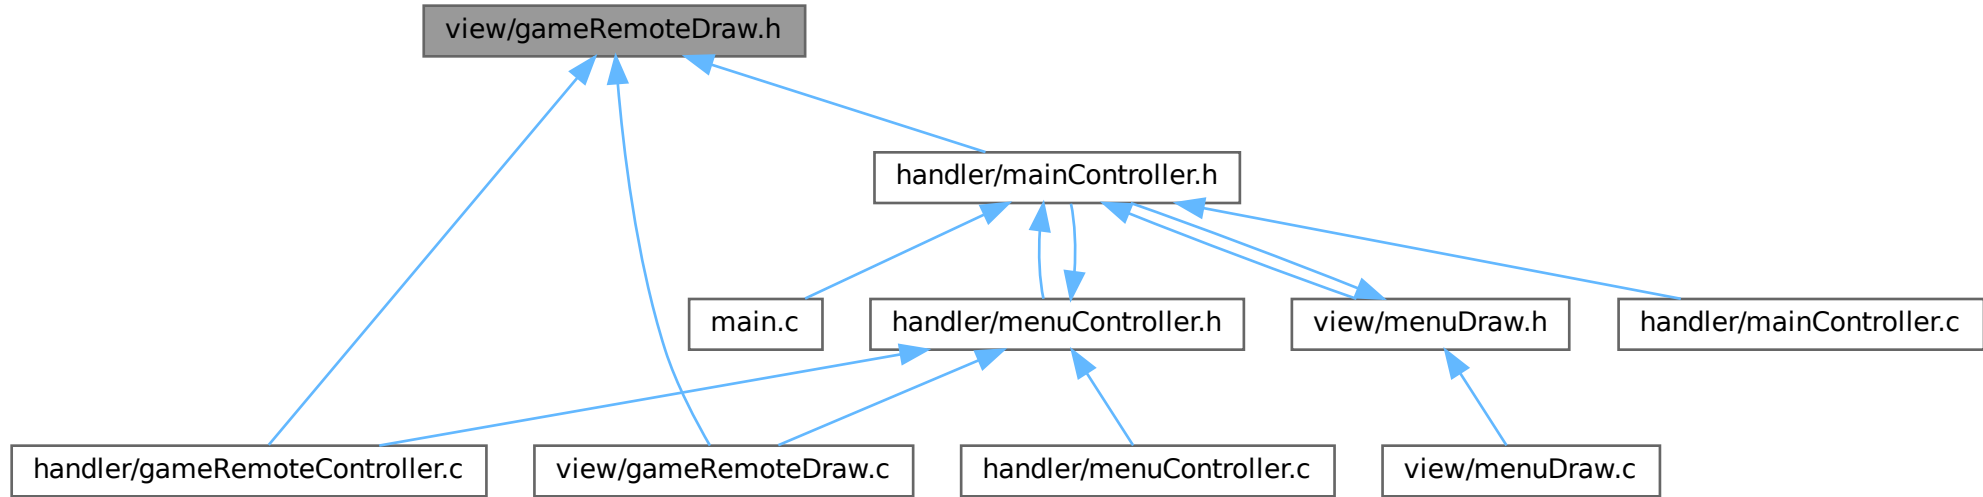 view/gameRemoteDraw.h
handler/mainController.h
main.c
handler/menuController.h
view/menuDraw.h
handler/mainController.c
handler/gameRemoteController.c
view/gameRemoteDraw.c
handler/menuController.c
view/menuDraw.c